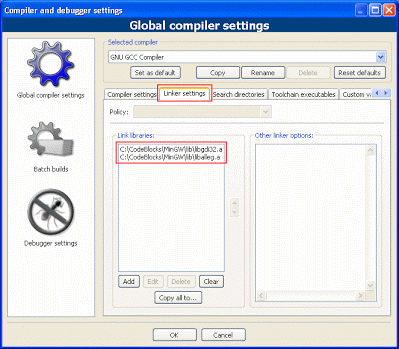 Compiler and debugger settings
Global compiler settings
Selected compiler
GNU GCC Compiler
Set as default Copy Rename Delete Reset defaults
Global compiler settings
Compiler settings Linker settings Search directories Toolchain executables Custom
Policy:
Link libraries: Other linker options:
C:\CodeBlocks\MinGW\lib\libgdi32.a
C:\CodeBlocks\MinGW\lib\liballeg.a
Batch builds
Debugger settings
Add Edit Delete Clear
Copy all to...
OK Cancel